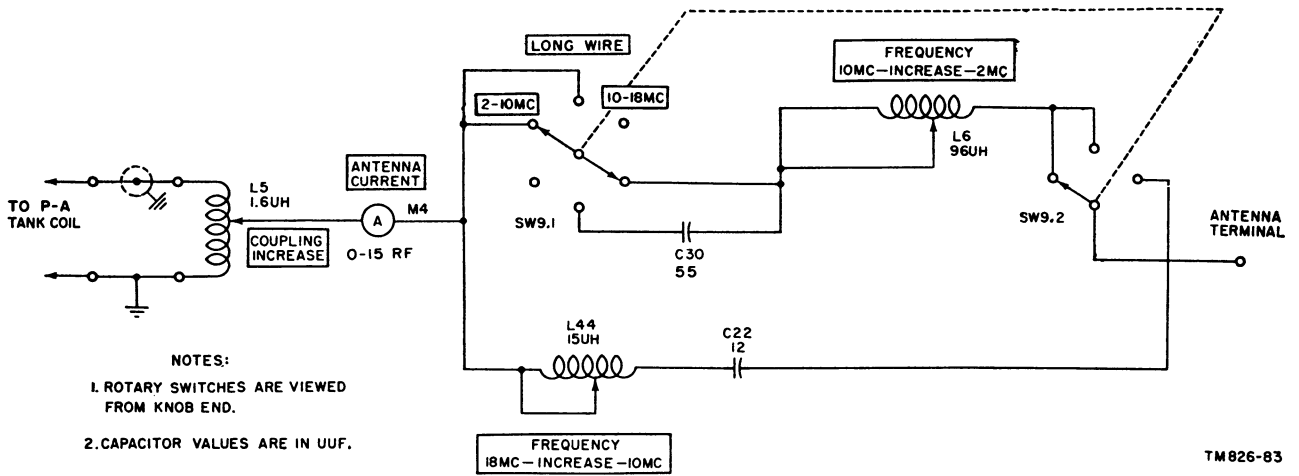 LONG WIRE
FREQUENCY
10MC—INCREASE—2MC
2-10MC
10-18MC
L6
96UH
ANTENNA
CURRENT
L5
1.6UH
M4
TO P-A
TANK COIL
A
SW9.1
SW9.2
ANTENNA
TERMINAL
COUPLING
INCREASE
0-15 RF
C30
55
L44
15UH
C22
12
NOTES:
1. ROTARY SWITCHES ARE VIEWED
FROM KNOB END.
2. CAPACITOR VALUES ARE IN UUF.
FREQUENCY
18MC—INCREASE—10MC
TM826-83